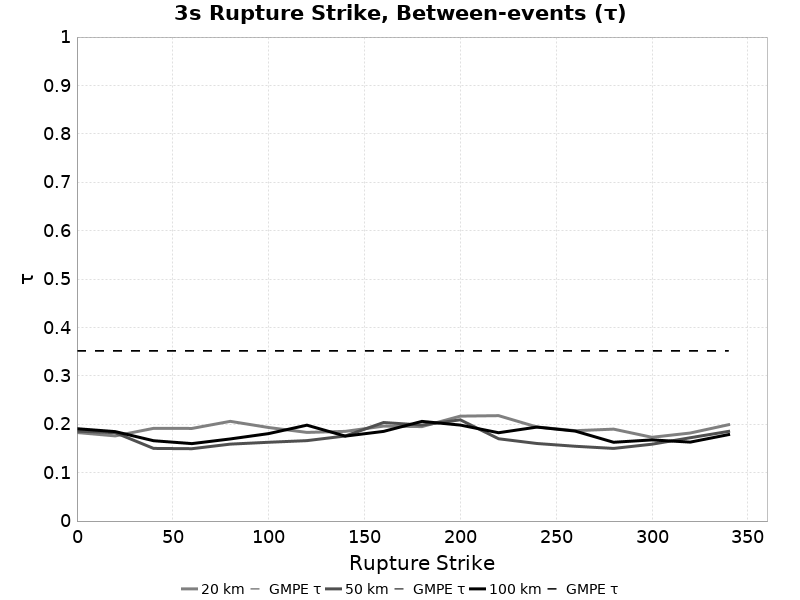 3s Rupture Strike, Between-events (τ)
1
0.9
0.8
0.7
0.6
0.5
0.4
0.3
0.2
0.1
0
τ
0 50 100 150 200 250 300 350
Rupture Strike
20 km GMPE τ 50 km GMPE τ 100 km GMPE τ